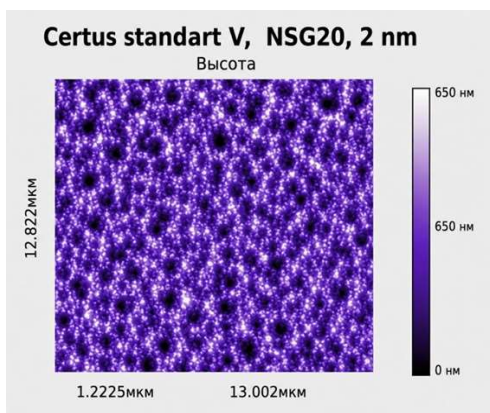 Certus standart V, NSG20, 2 nm
Высота
650 нм
12.822мкм
650 нм
0 нм
1.2225мкм 13.002мкм